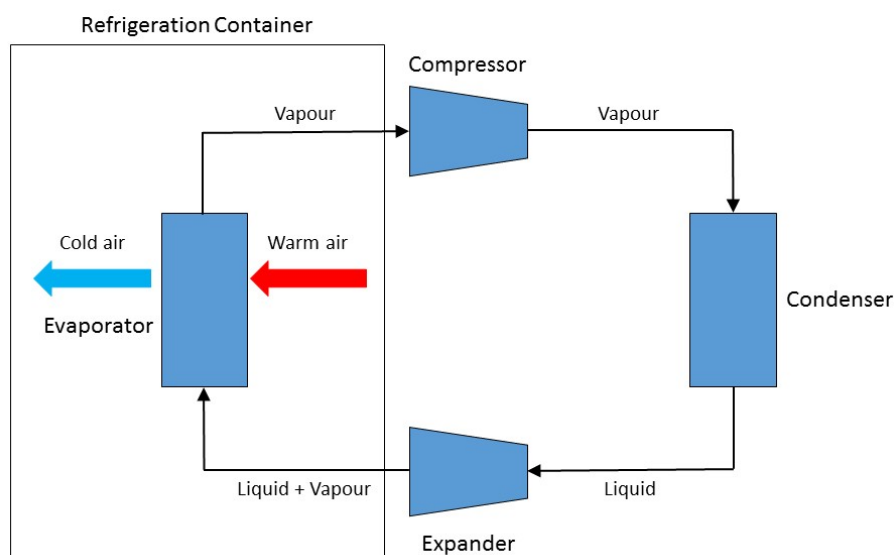 Refrigeration Container
Compressor
Vapour
Vapour
Cold air
Warm air
Evaporator
Condenser
Liquid + Vapour
Liquid
Expander